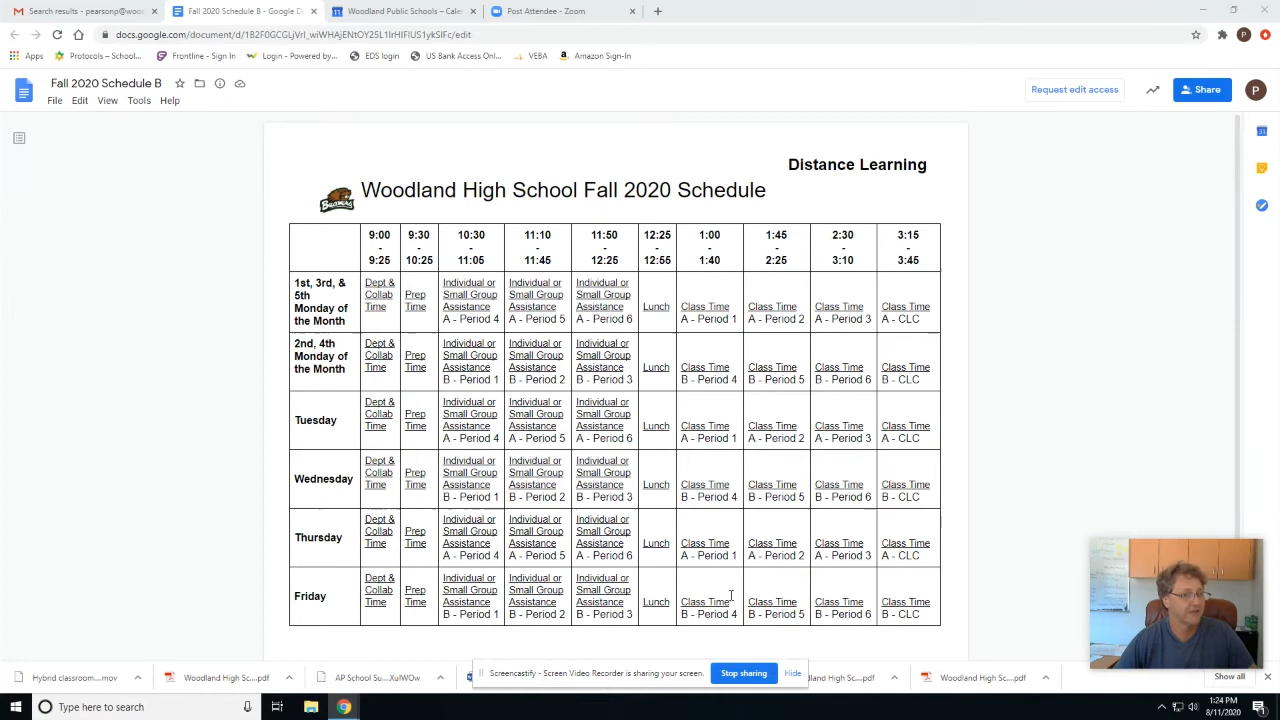 Search results - pearsonp@wood
Fall 2020 Schedule B - Google D
Woodland Public Schools – Cale
Post Attendee - Zoom
docs.google.com/document/d/
/edit
Apps
Protocols – School...
Frontline - Sign In
Login - Powered by...
EDS login
US Bank Access Onl...
VEBA
Amazon Sign-In
Fall 2020 Schedule B
File Edit View Tools Help
Request edit access
Share
P
Distance Learning
Woodland High School Fall 2020 Schedule
9:00 - 9:25
9:30 - 10:25
10:30 - 11:05
11:10 - 11:45
11:50 - 12:25
12:25 - 12:55
1:00 - 1:40
1:45 - 2:25
2:30 - 3:10
3:15 - 3:45
1st, 3rd, & 5th Monday of the Month
Dept & Collab Time
Prep Time
Individual or Small Group Assistance A - Period 4
Individual or Small Group Assistance A - Period 5
Individual or Small Group Assistance A - Period 6
Lunch
Class Time A - Period 1
Class Time A - Period 2
Class Time A - Period 3
Class Time A - CLC
2nd, 4th Monday of the Month
Dept & Collab Time
Prep Time
Individual or Small Group Assistance B - Period 1
Individual or Small Group Assistance B - Period 2
Individual or Small Group Assistance B - Period 3
Lunch
Class Time B - Period 4
Class Time B - Period 5
Class Time B - Period 6
Class Time B - CLC
Tuesday
Dept & Collab Time
Prep Time
Individual or Small Group Assistance A - Period 4
Individual or Small Group Assistance A - Period 5
Individual or Small Group Assistance A - Period 6
Lunch
Class Time A - Period 1
Class Time A - Period 2
Class Time A - Period 3
Class Time A - CLC
Wednesday
Dept & Collab Time
Prep Time
Individual or Small Group Assistance B - Period 1
Individual or Small Group Assistance B - Period 2
Individual or Small Group Assistance B - Period 3
Lunch
Class Time B - Period 4
Class Time B - Period 5
Class Time B - Period 6
Class Time B - CLC
Thursday
Dept & Collab Time
Prep Time
Individual or Small Group Assistance A - Period 4
Individual or Small Group Assistance A - Period 5
Individual or Small Group Assistance A - Period 6
Lunch
Class Time A - Period 1
Class Time A - Period 2
Class Time A - Period 3
Class Time A - CLC
Friday
Dept & Collab Time
Prep Time
Individual or Small Group Assistance B - Period 1
Individual or Small Group Assistance B - Period 2
Individual or Small Group Assistance B - Period 3
Lunch
Class Time B - Period 4
Class Time B - Period 5
Class Time B - Period 6
Class Time B - CLC
Screencastify - Screen Video Recorder is sharing your screen.
Stop sharing
Hide
Hybrid classroom....mov
Woodland High Sc....pdf
AP School Su....XulWOw
dland High Sc....pdf
Woodland High Sc....pdf
Show all
Type here to search
1:24 PM
8/11/2020